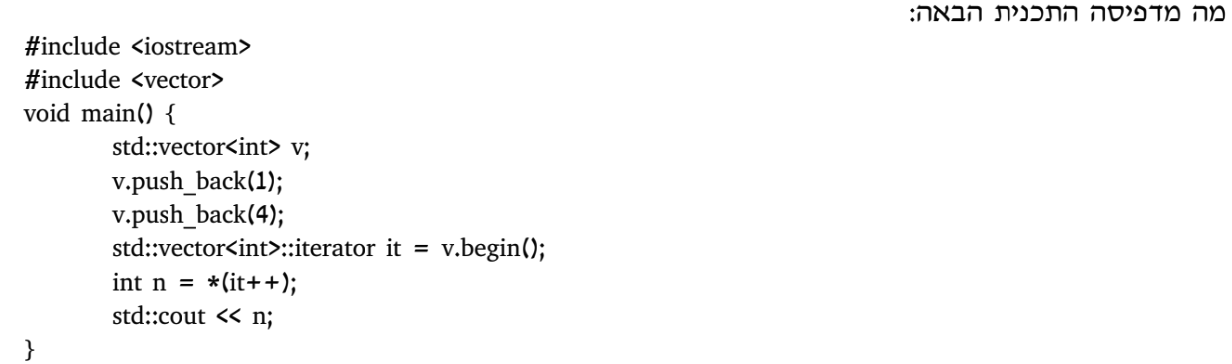 מה מדפיסה התכנית הבאה:
#include <iostream>
#include <vector>
void main() {
std::vector<int> v;
v.push_back(1);
v.push_back(4);
std::vector<int>::iterator it = v.begin();
int n = *(it++);
std::cout << n;
}